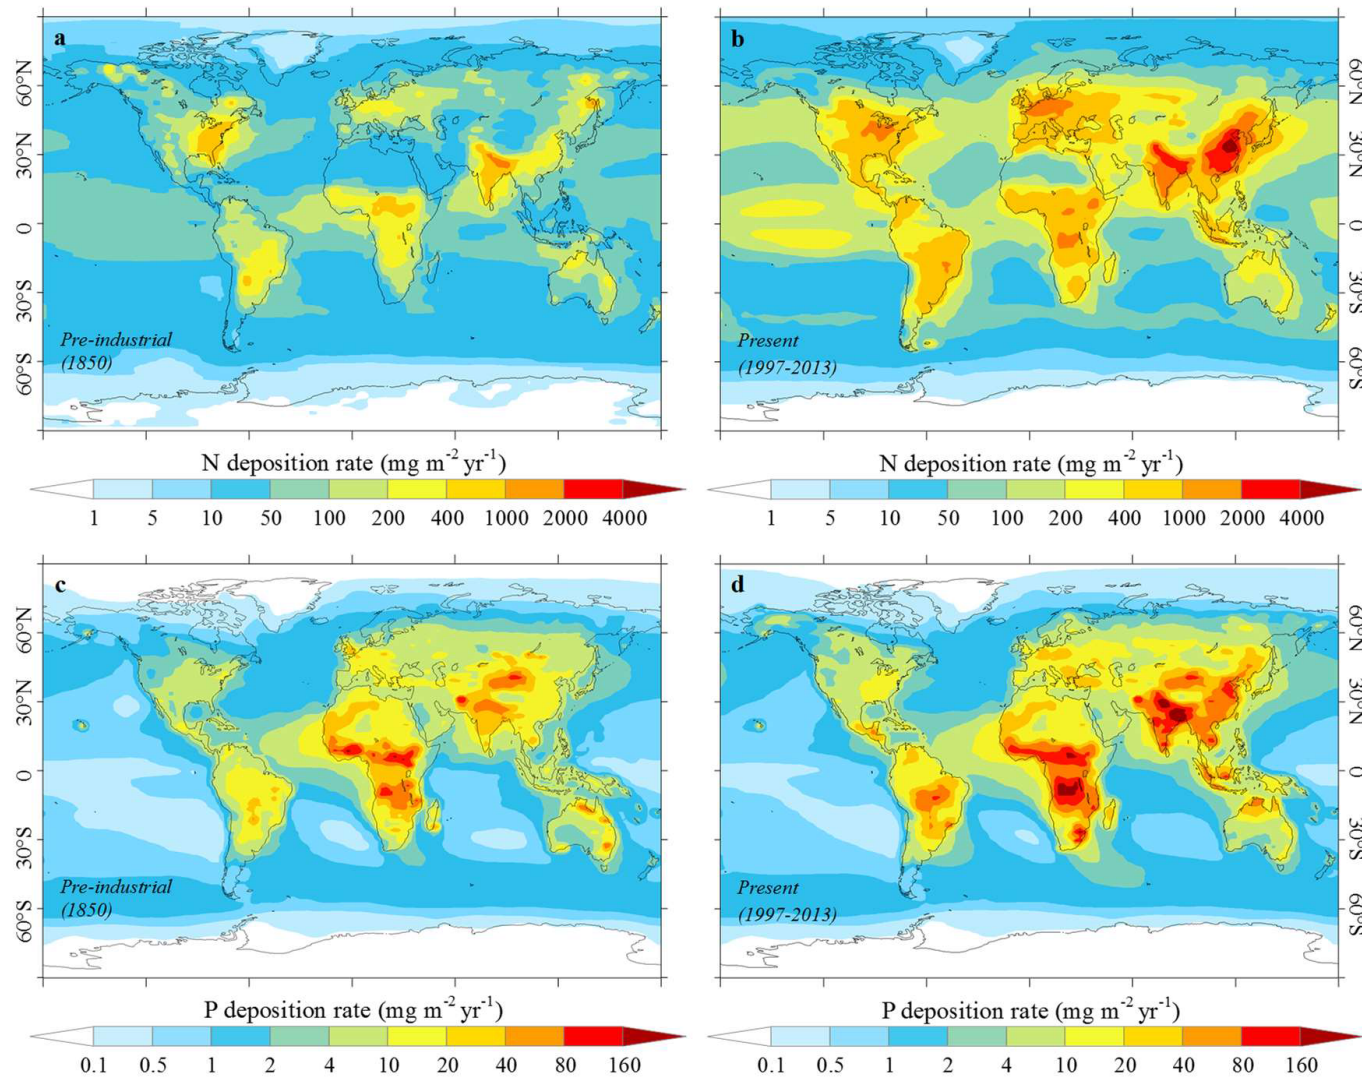 a
b
60°N
30°N
0
30°S
60°S
60°N
30°N
0
30°S
60°S
Pre-industrial
(1850)
Present
(1997-2013)
N deposition rate (mg m⁻² yr⁻¹)
N deposition rate (mg m⁻² yr⁻¹)
1 5 10 50 100 200 400 1000 2000 4000
1 5 10 50 100 200 400 1000 2000 4000
c
d
60°N
30°N
0
30°S
60°S
60°N
30°N
0
30°S
60°S
Pre-industrial
(1850)
Present
(1997-2013)
P deposition rate (mg m⁻² yr⁻¹)
P deposition rate (mg m⁻² yr⁻¹)
0.1 0.5 1 2 4 10 20 40 80 160
0.1 0.5 1 2 4 10 20 40 80 160